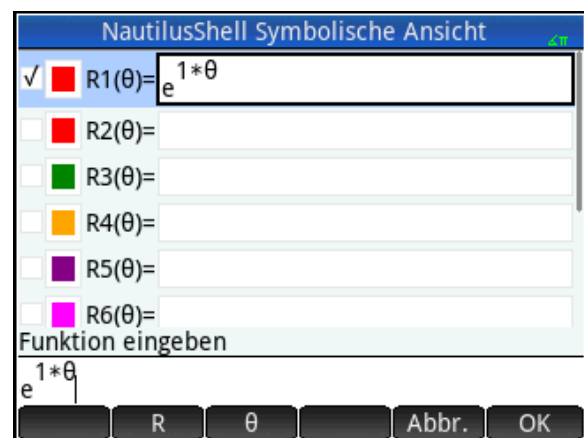 NautilusShell Symbolische Ansicht ∡π
√ R1(θ)= e^1*θ
R2(θ)=
R3(θ)=
R4(θ)=
R5(θ)=
R6(θ)=
Funktion eingeben
e^1*θ
R θ Abbr. OK